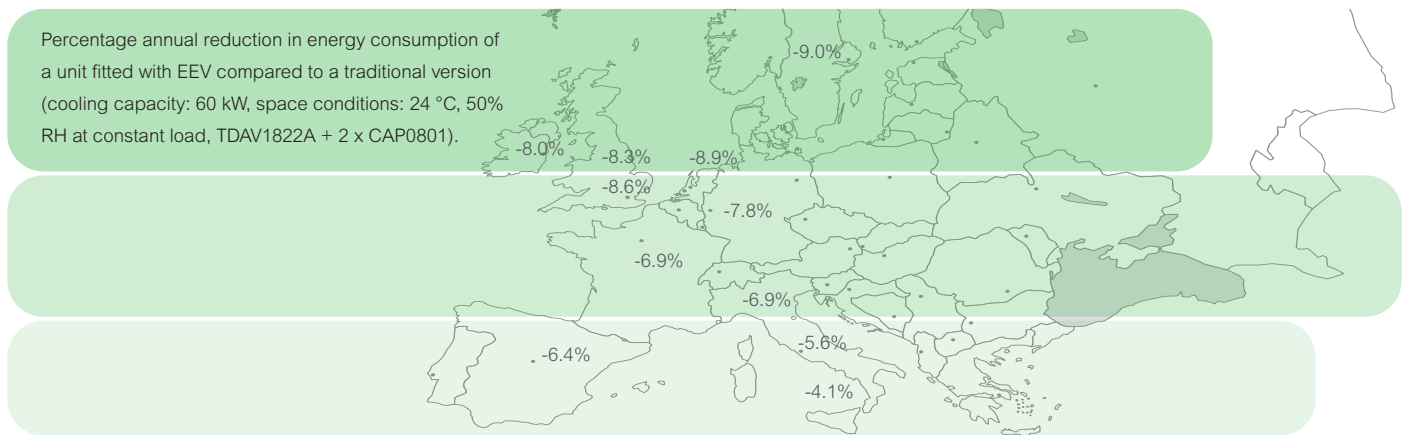 Percentage annual reduction in energy consumption of
a unit fitted with EEV compared to a traditional version
(cooling capacity: 60 kW, space conditions: 24 °C, 50%
RH at constant load, TDAV1822A + 2 x CAP0801).
-9.0%
-8.0%
-8.3%
-8.9%
-8.6%
-7.8%
-6.9%
-6.9%
-5.6%
-6.4%
-4.1%